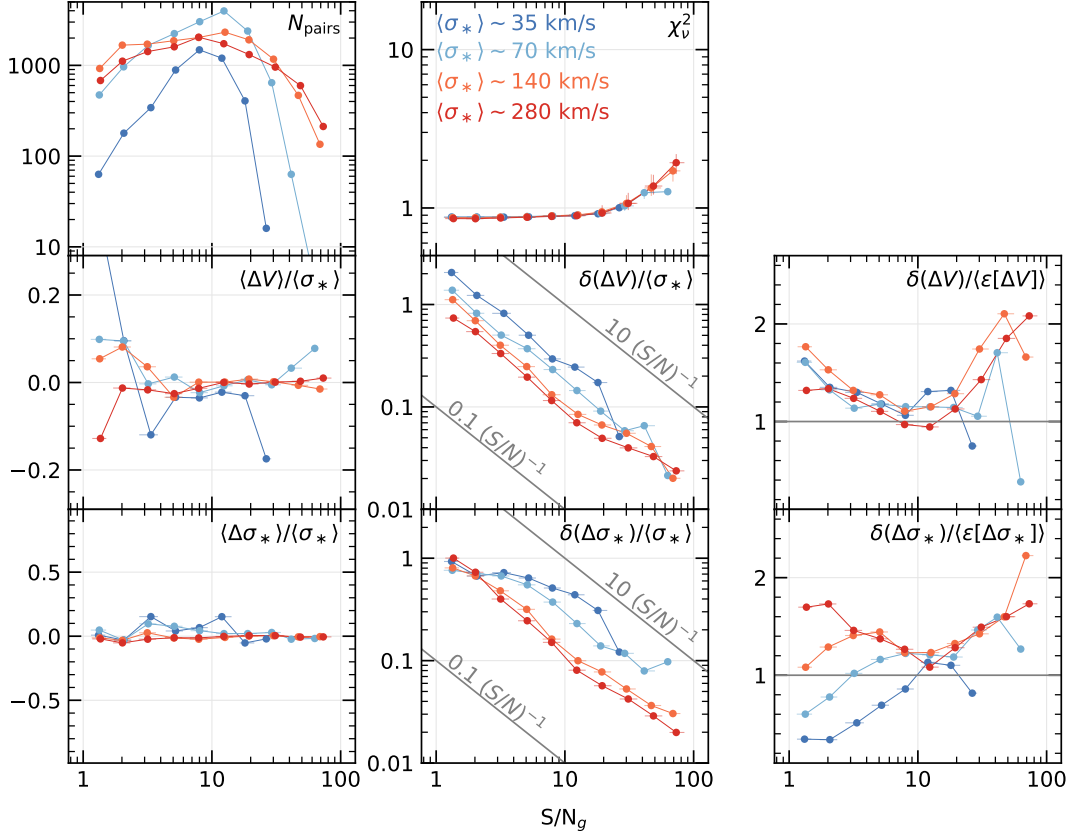 N_pairs
1000
100
10
⟨σ∗⟩ ~ 35 km/s
⟨σ∗⟩ ~ 70 km/s
⟨σ∗⟩ ~ 140 km/s
⟨σ∗⟩ ~ 280 km/s
χ²_ν
10
1
⟨ΔV⟩/⟨σ∗⟩
0.2
0.0
−0.2
δ(ΔV)/⟨σ∗⟩
1
0.1
0.01
10 (S/N)⁻¹
0.1 (S/N)⁻¹
δ(ΔV)/⟨ε[ΔV]⟩
2
1
⟨Δσ∗⟩/⟨σ∗⟩
0.5
0.0
−0.5
1
10
100
δ(Δσ∗)/⟨σ∗⟩
1
0.1
0.01
10 (S/N)⁻¹
0.1 (S/N)⁻¹
1
10
100
δ(Δσ∗)/⟨ε[Δσ∗]⟩
2
1
1
10
100
S/N_g